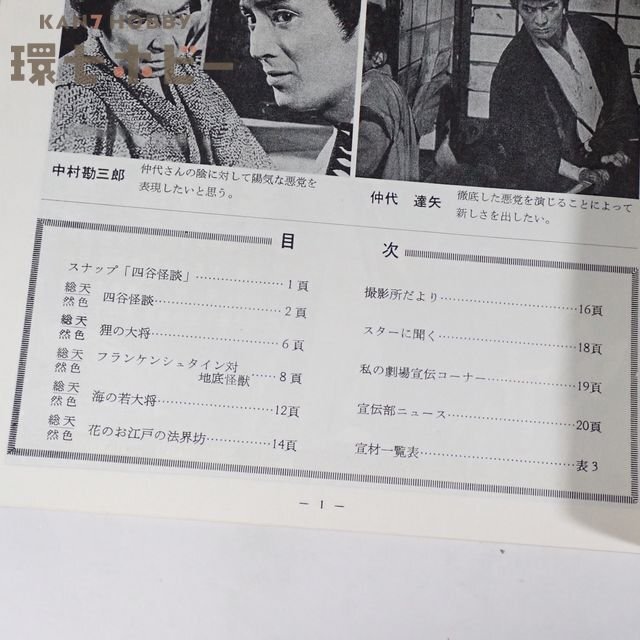 KAN7 HOBBY
環七ホビー
中村勘三郎
仲代さんの陰に対して陽気な悪党を
表現したいと思う。
仲代 達矢
徹底した悪党を演じることによって
新しさを出したい。
目 次
スナップ「四谷怪談」…………………1頁
総天然色 四谷怪談…………………2頁
総天然色 狸の大将…………………6頁
総天然色 フランケンシュタイン対
地底怪獣……8頁
総天然色 海の若大将…………………12頁
総天然色 花のお江戸の法界坊…………14頁
撮影所だより…………………16頁
スターに聞く…………………18頁
私の劇場宣伝コーナー…………………19頁
宣伝部ニュース…………………20頁
宣材一覧表…………………表3
― 1 ―